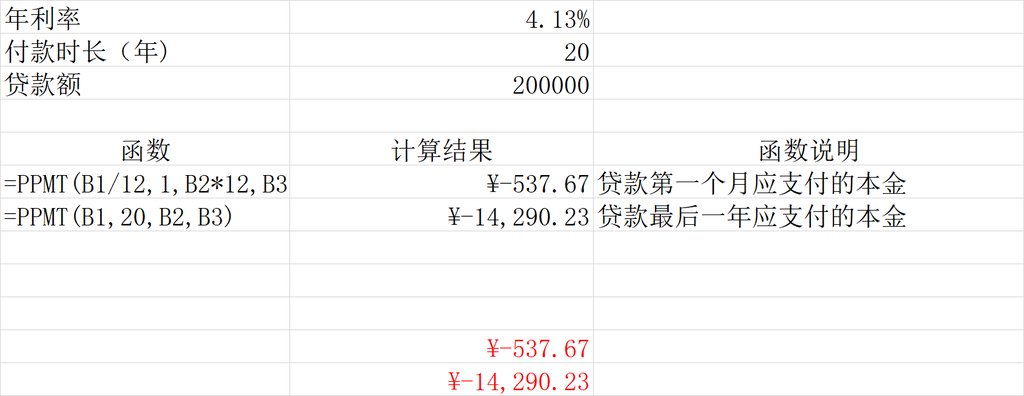 年利率 4.13%
付款时长（年) 20
贷款额 200000
函数 计算结果 函数说明
=PPMT(B1/12,1,B2*12,B3 ¥-537.67 贷款第一个月应支付的本金
=PPMT(B1,20,B2,B3) ¥-14,290.23 贷款最后一年应支付的本金
¥-537.67
¥-14,290.23